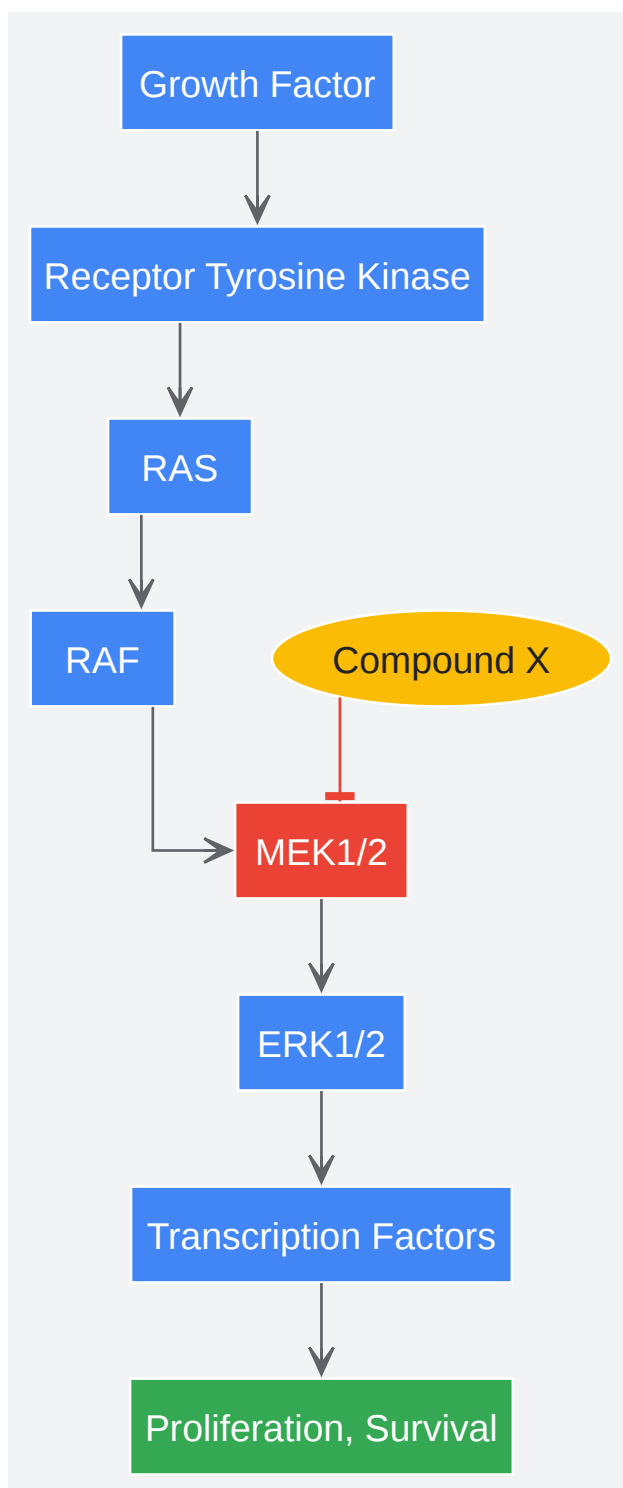 Growth Factor
Receptor Tyrosine Kinase
RAS
RAF
Compound X
MEK1/2
ERK1/2
Transcription Factors
Proliferation, Survival